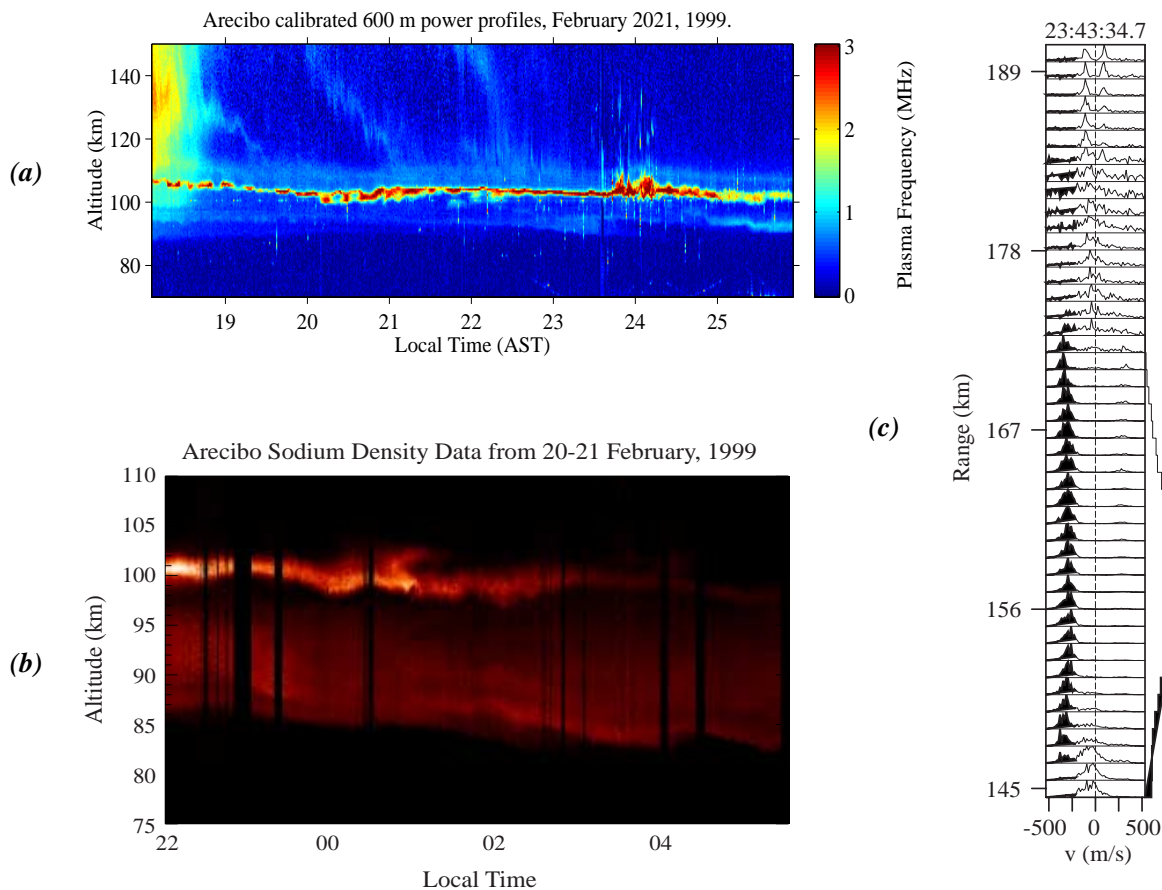 (a)
Arecibo calibrated 600 m power profiles, February 2021, 1999.
Altitude (km)
140
120
100
80
19 20 21 22 23 24 25
Local Time (AST)
3
2
1
0
Plasma Frequency (MHz)
(b)
Arecibo Sodium Density Data from 20-21 February, 1999
Altitude (km)
110
105
100
95
90
85
80
75
22 00 02 04
Local Time
(c)
23:43:34.7
Range (km)
189
178
167
156
145
-500 0 500
v (m/s)